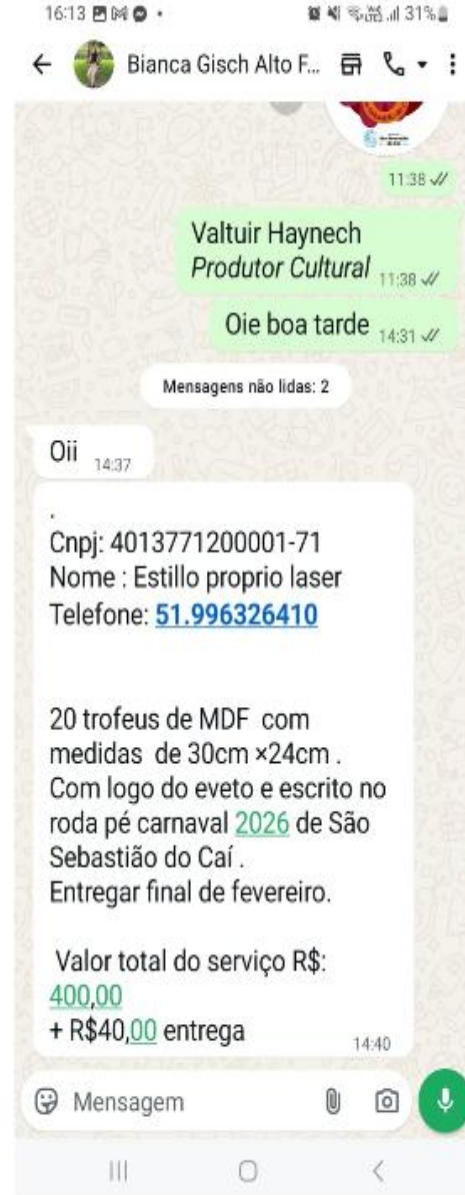 16:13
31%
Bianca Gisch Alto F...
11:38
Valtuir Haynech
Produtor Cultural 11:38
Oie boa tarde 14:31
Mensagens não lidas: 2
Oii 14:37
.
Cnpj: 4013771200001-71
Nome : Estillo proprio laser
Telefone: 51.996326410
20 trofeus de MDF com
medidas de 30cm ×24cm .
Com logo do eveto e escrito no
roda pé carnaval 2026 de São
Sebastião do Caí .
Entregar final de fevereiro.
Valor total do serviço R$:
400,00
+ R$40,00 entrega
14:40
Mensagem